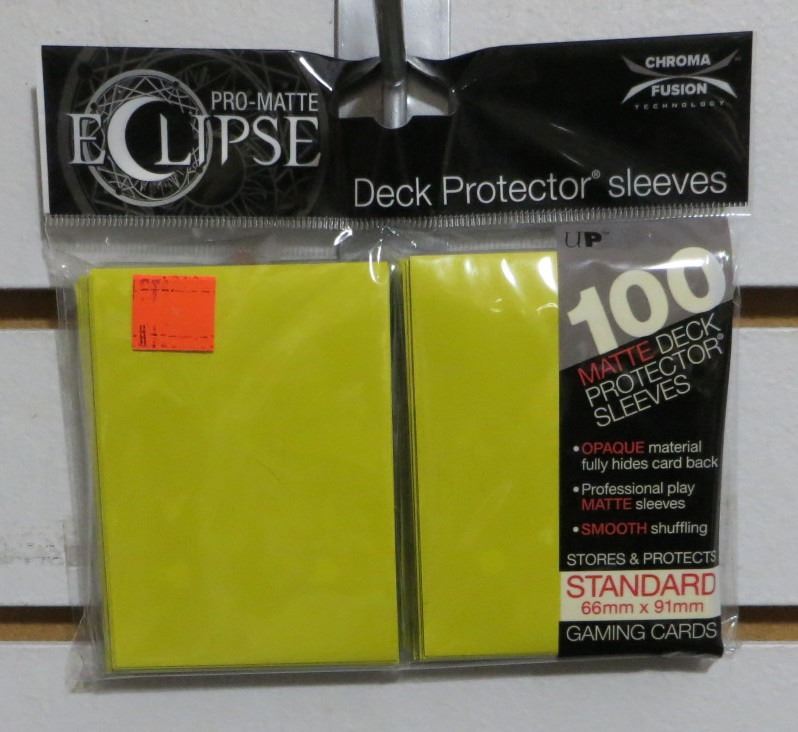 PRO-MATTE
ECLIPSE
CHROMA
FUSION
TECHNOLOGY
Deck Protector® sleeves
UP™
100
MATTE DECK
PROTECTOR®
SLEEVES
•OPAQUE material
fully hides card back
•Professional play
MATTE sleeves
•SMOOTH shuffling
STORES & PROTECTS
STANDARD
66mm x 91mm
GAMING CARDS